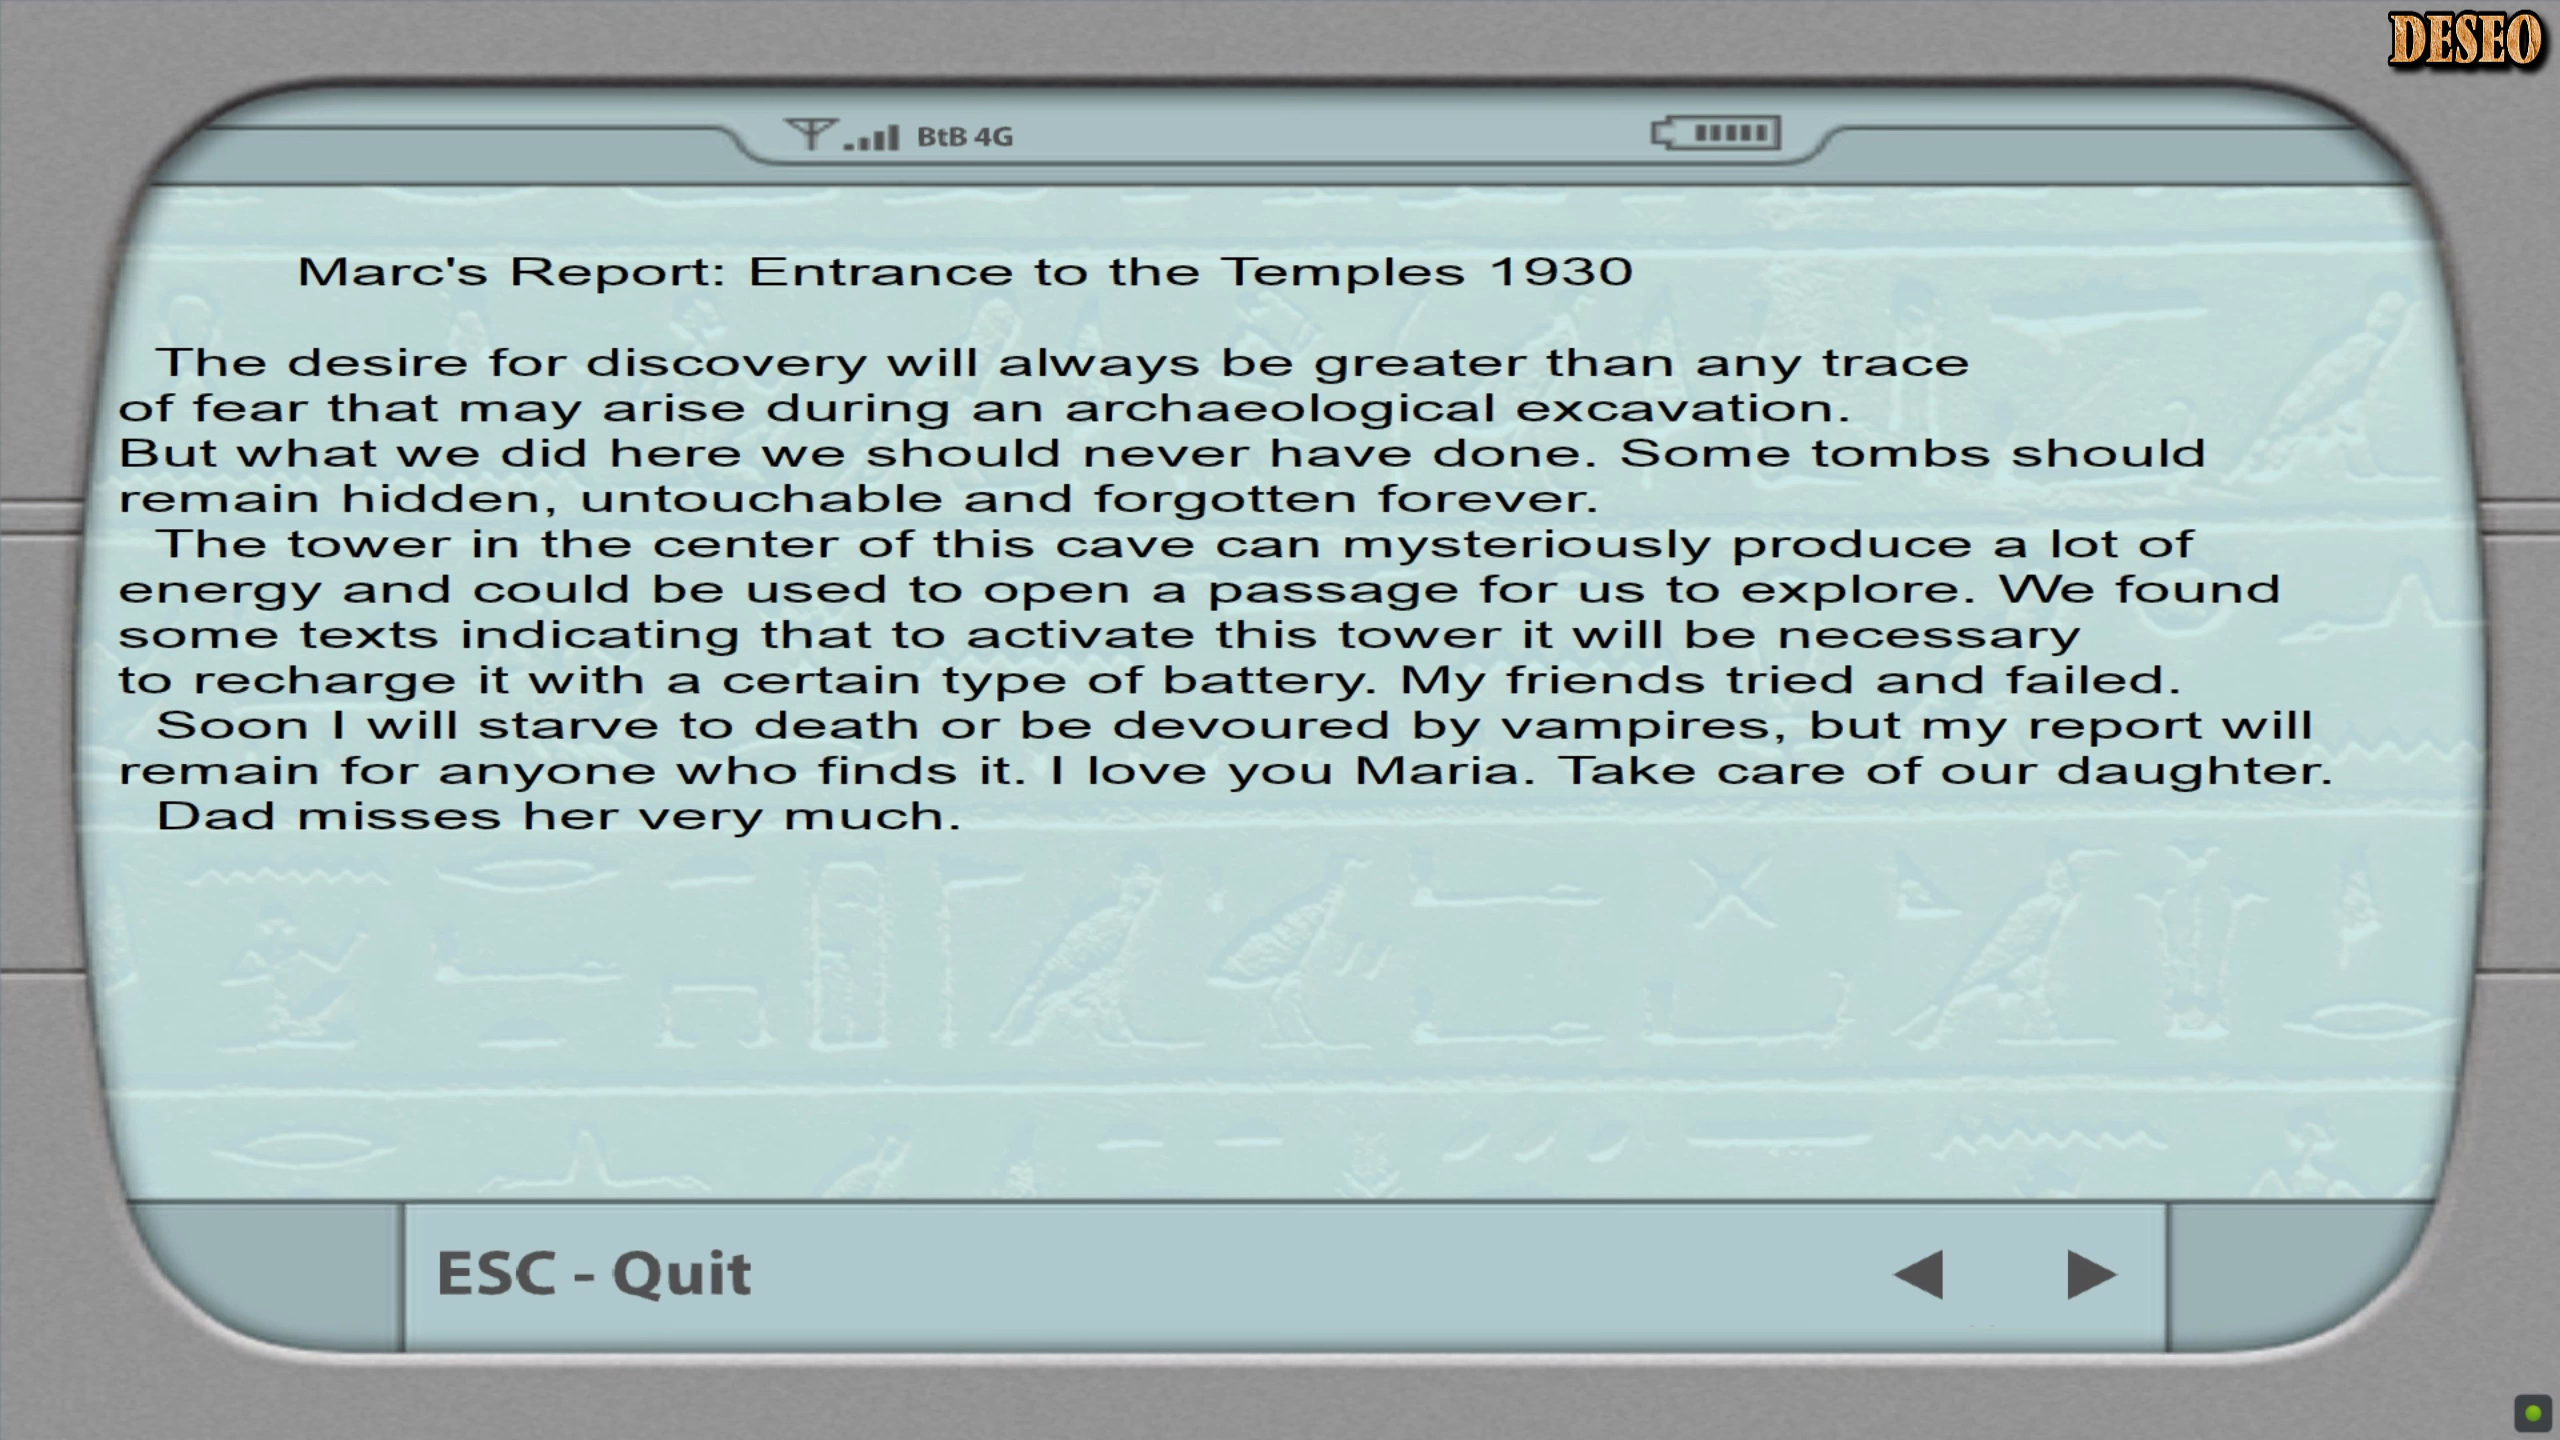 DESEO
BtB 4G
Marc's Report: Entrance to the Temples 1930
The desire for discovery will always be greater than any trace
of fear that may arise during an archaeological excavation.
But what we did here we should never have done. Some tombs should
remain hidden, untouchable and forgotten forever.
The tower in the center of this cave can mysteriously produce a lot of
energy and could be used to open a passage for us to explore. We found
some texts indicating that to activate this tower it will be necessary
to recharge it with a certain type of battery. My friends tried and failed.
Soon I will starve to death or be devoured by vampires, but my report will
remain for anyone who finds it. I love you Maria. Take care of our daughter.
Dad misses her very much.
ESC - Quit